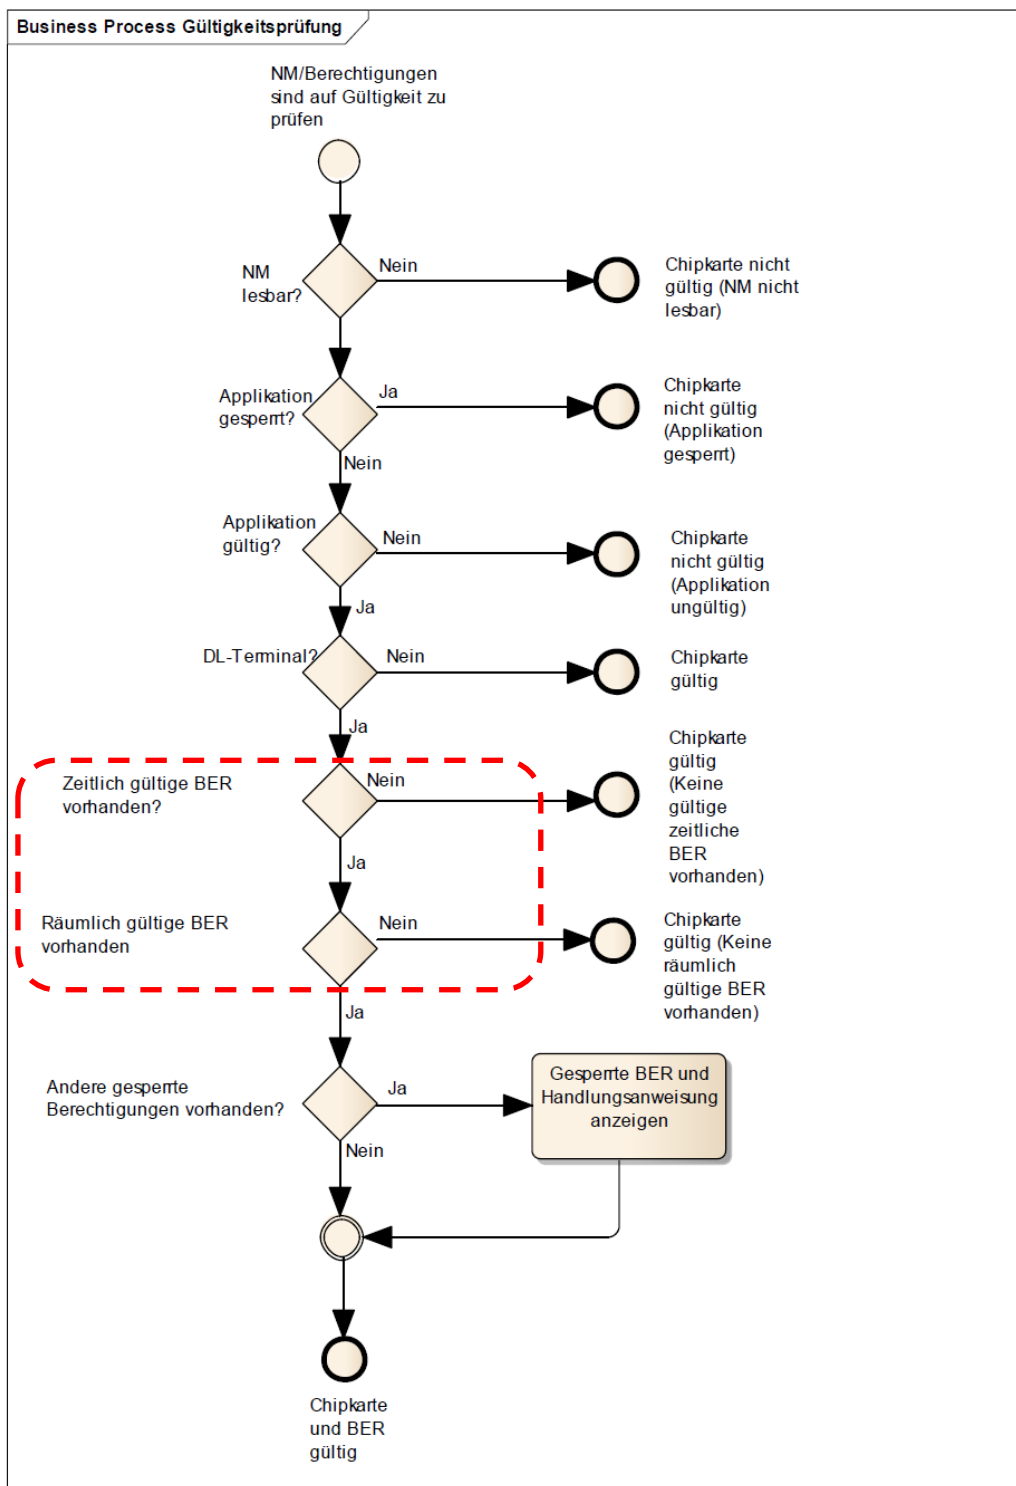 Business Process Gültigkeitsprüfung
NM/Berechtigungen
sind auf Gültigkeit zu
prüfen
NM
lesbar?
Nein
Chipkarte nicht
gültig (NM nicht
lesbar)
Applikation
gesperrt?
Ja
Chipkarte
nicht gültig
(Applikation
gesperrt)
Nein
Applikation
gültig?
Nein
Chipkarte
nicht gültig
(Applikation
ungültig)
Ja
DL-Terminal?
Nein
Chipkarte
gültig
Ja
Zeitlich gültige BER
vorhanden?
Nein
Chipkarte
gültig
(Keine
gültige
zeitliche
BER
vorhanden)
Ja
Räumlich gültige BER
vorhanden
Nein
Chipkarte
gültig (Keine
räumlich
gültige BER
vorhanden)
Ja
Andere gesperrte
Berechtigungen vorhanden?
Ja
Gesperrte BER und
Handlungsanweisung
anzeigen
Nein
Chipkarte
und BER
gültig